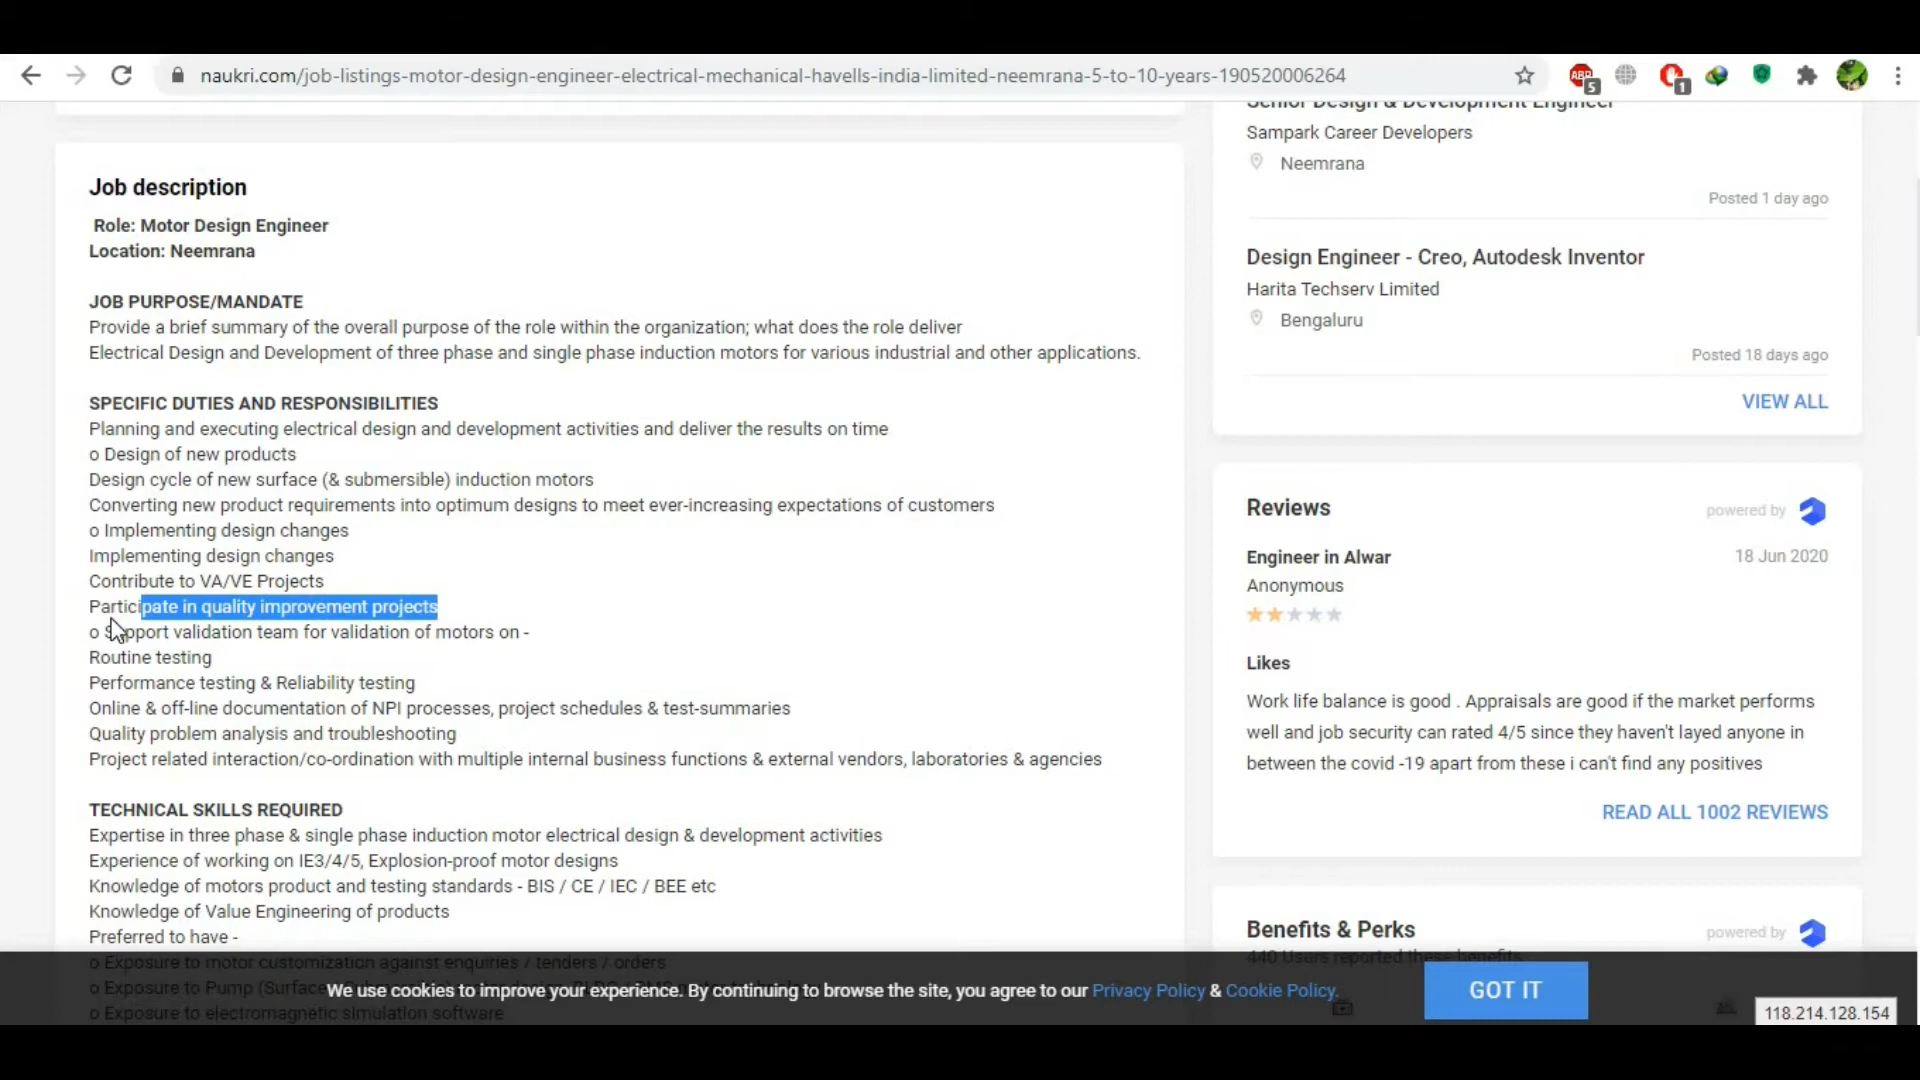 naukri.com/job-listings-motor-design-engineer-electrical-mechanical-havells-india-limited-neemrana-5-to-10-years-190520006264
ABP
5
1
Job description
Role: Motor Design Engineer
Location: Neemrana
JOB PURPOSE/MANDATE
Provide a brief summary of the overall purpose of the role within the organization; what does the role deliver
Electrical Design and Development of three phase and single phase induction motors for various industrial and other applications.
SPECIFIC DUTIES AND RESPONSIBILITIES
Planning and executing electrical design and development activities and deliver the results on time
o Design of new products
Design cycle of new surface (& submersible) induction motors
Converting new product requirements into optimum designs to meet ever-increasing expectations of customers
o Implementing design changes
Implementing design changes
Contribute to VA/VE Projects
Participate in quality improvement projects
o Support validation team for validation of motors on -
Routine testing
Performance testing & Reliability testing
Online & off-line documentation of NPI processes, project schedules & test-summaries
Quality problem analysis and troubleshooting
Project related interaction/co-ordination with multiple internal business functions & external vendors, laboratories & agencies
TECHNICAL SKILLS REQUIRED
Expertise in three phase & single phase induction motor electrical design & development activities
Experience of working on IE3/4/5, Explosion-proof motor designs
Knowledge of motors product and testing standards - BIS / CE / IEC / BEE etc
Knowledge of Value Engineering of products
Preferred to have -
o Exposure to motor customization against enquiries / tenders / orders
o Exposure to Pump (Surface
o Exposure to electromagnetic simulation software
Senior Design & Development Engineer
Sampark Career Developers
Neemrana
Posted 1 day ago
Design Engineer - Creo, Autodesk Inventor
Harita Techserv Limited
Bengaluru
Posted 18 days ago
VIEW ALL
Reviews
powered by
Engineer in Alwar
18 Jun 2020
Anonymous
Likes
Work life balance is good . Appraisals are good if the market performs
well and job security can rated 4/5 since they haven't layed anyone in
between the covid -19 apart from these i can't find any positives
READ ALL 1002 REVIEWS
Benefits & Perks
powered by
440 Users reported these benefits
We use cookies to improve your experience. By continuing to browse the site, you agree to our Privacy Policy & Cookie Policy.
GOT IT
118.214.128.154